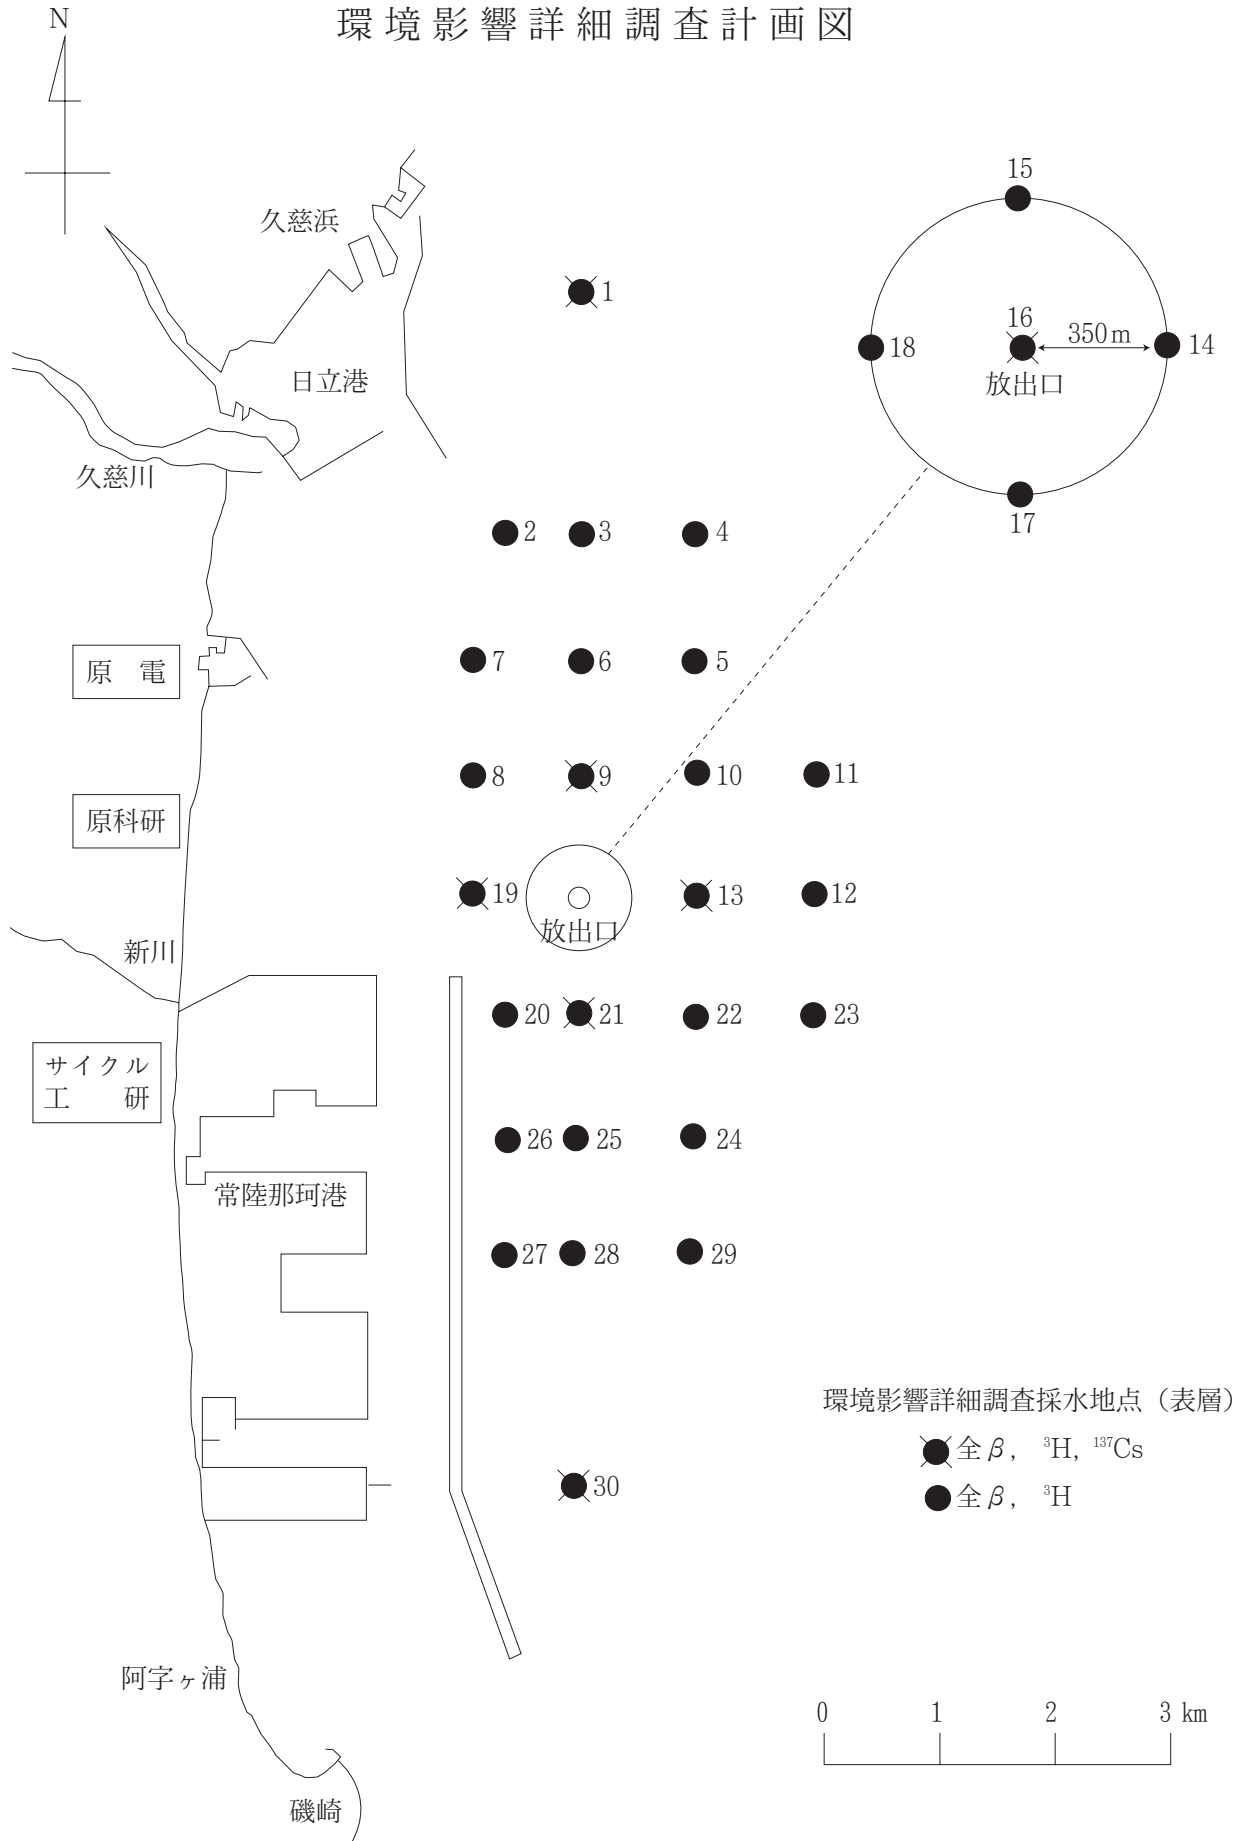 環境影響詳細調査計画図
N
久慈浜
15
1
16
350m
18
14
放出口
日立港
久慈川
17
2
3
4
原 電
7
6
5
8
9
10
11
原科研
19
13
12
放出口
新川
20
21
22
23
サイクル
工 研
26
25
24
常陸那珂港
27
28
29
環境影響詳細調査採水地点（表層）
全β, ³H, ¹³⁷Cs
30
全β, ³H
阿字ヶ浦
0 1 2 3 km
磯崎